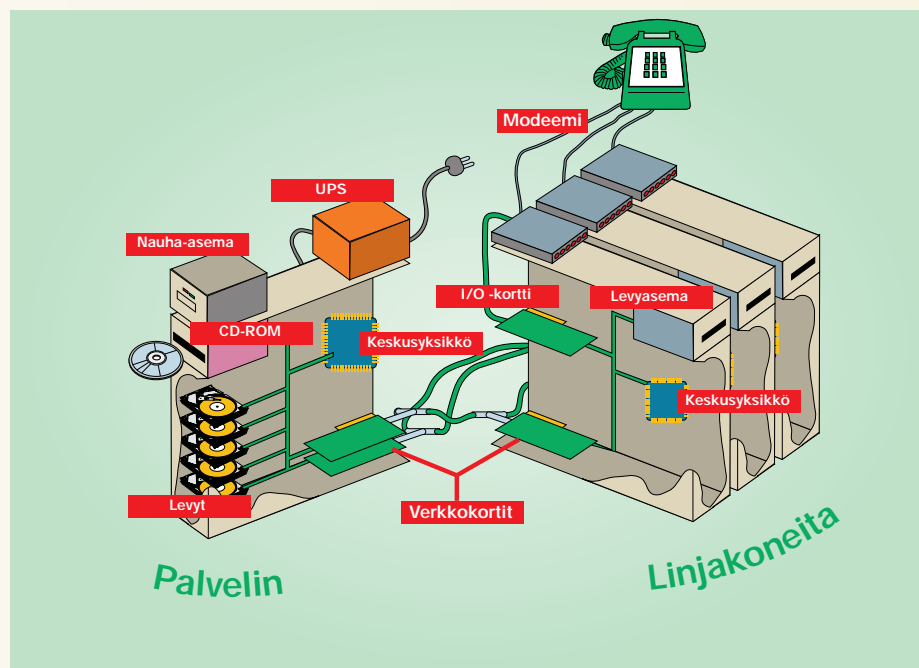 Modeemi
UPS
Nauha-asema
I/O -kortti
Levyasema
CD-ROM
Keskusyksikkö
Keskusyksikkö
Levyt
Verkkokortit
Palvelin
Linjakoneita